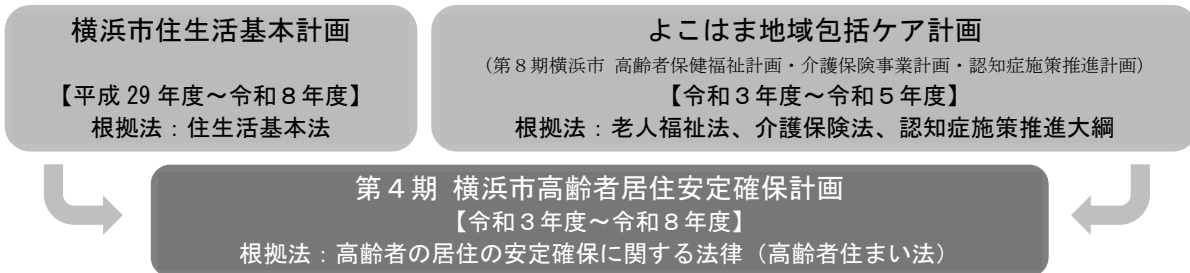 横浜市住生活基本計画
【平成 29 年度～令和８年度】
根拠法：住生活基本法
よこはま地域包括ケア計画
（第８期横浜市 高齢者保健福祉計画・介護保険事業計画・認知症施策推進計画）
【令和３年度～令和５年度】
根拠法：老人福祉法、介護保険法、認知症施策推進大綱
第４期 横浜市高齢者居住安定確保計画
【令和３年度～令和８年度】
根拠法：高齢者の居住の安定確保に関する法律（高齢者住まい法）